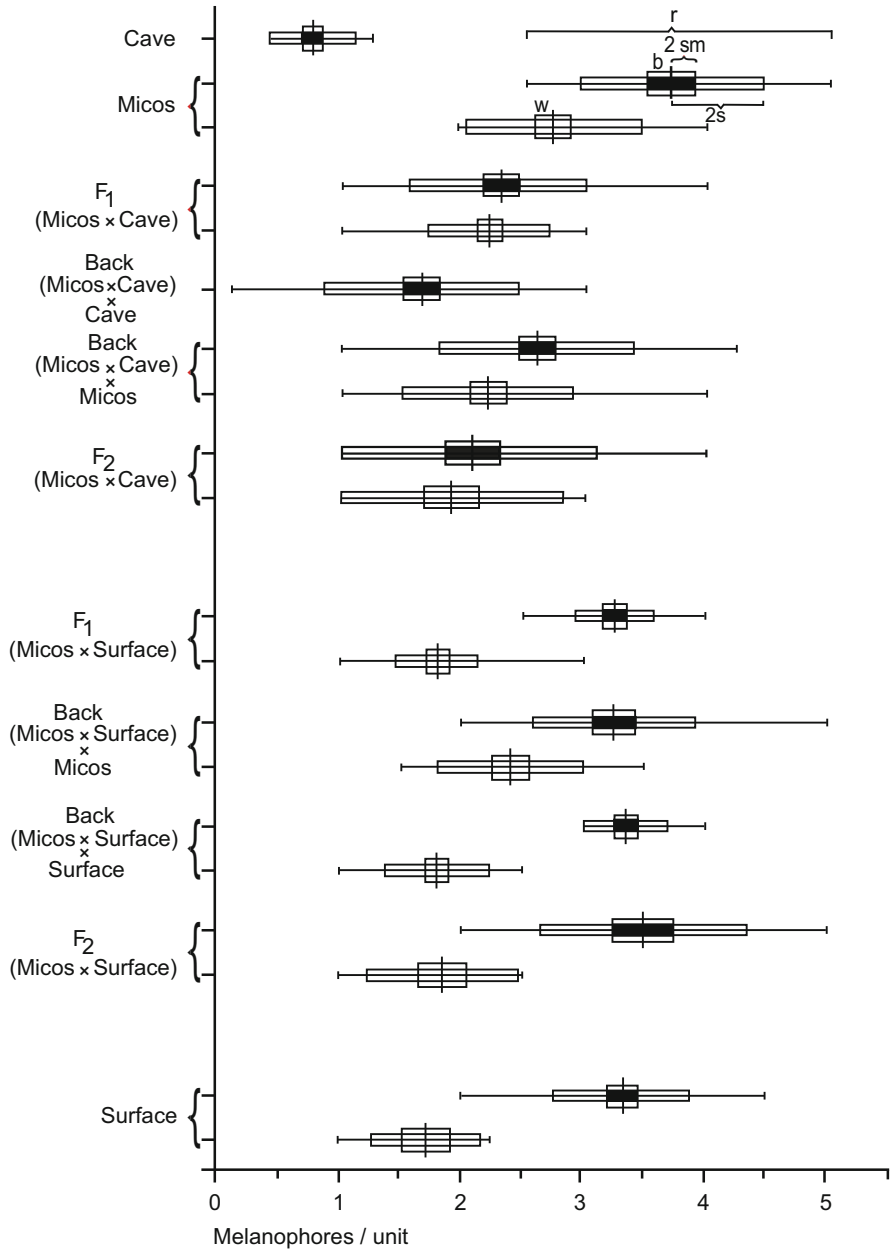 Cave
r
2 sm
b
Micos
w
2s
F1
(Micos × Cave)
Back
(Micos×Cave)
×
Cave
Back
(Micos × Cave)
×
Micos
F2
(Micos × Cave)
F1
(Micos × Surface)
Back
(Micos × Surface)
×
Micos
Back
(Micos × Surface)
×
Surface
F2
(Micos × Surface)
Surface
0 1 2 3 4 5
Melanophores / unit